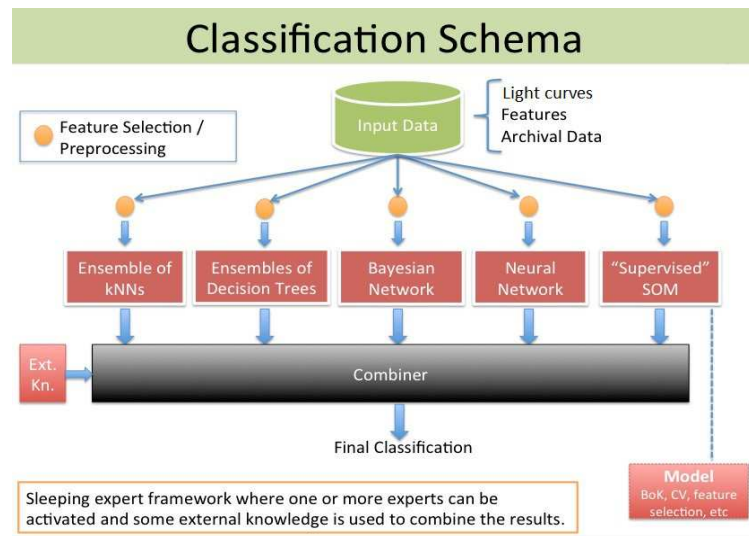 Classification Schema
Light curves
Features
Archival Data
Input Data
Feature Selection /
Preprocessing
Ensemble of
kNNs
Ensembles of
Decision Trees
Bayesian
Network
Neural
Network
“Supervised”
SOM
Ext.
Kn.
Combiner
Final Classification
Model
BoK, CV, feature
selection, etc
Sleeping expert framework where one or more experts can be
activated and some external knowledge is used to combine the results.